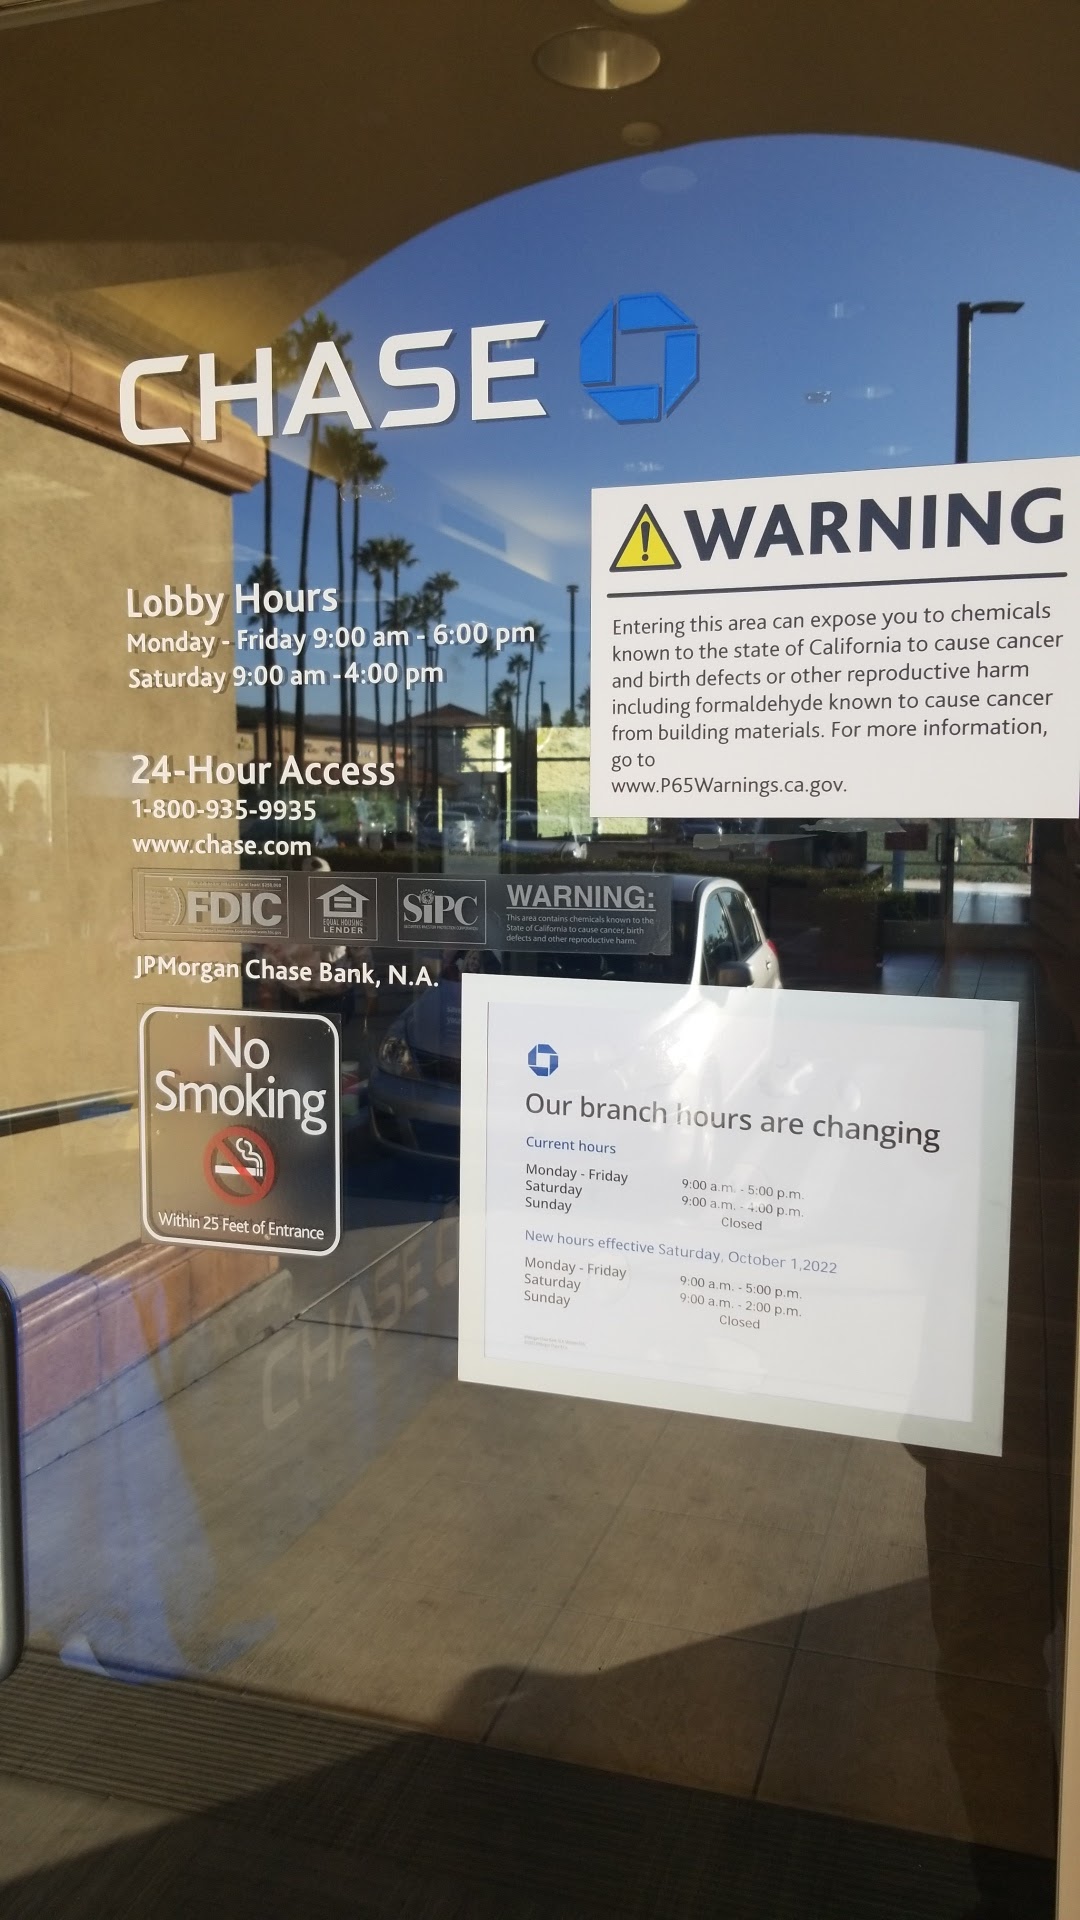 CHASE
WARNING
Entering this area can expose you to chemicals
known to the state of California to cause cancer
and birth defects or other reproductive harm
including formaldehyde known to cause cancer
from building materials. For more information,
go to
www.P65Warnings.ca.gov.
Lobby Hours
Monday - Friday 9:00 am - 6:00 pm
Saturday 9:00 am - 4:00 pm
24-Hour Access
1-800-935-9935
www.chase.com
FDIC
EQUAL HOUSING
LENDER
SIPC
WARNING:
This area contains chemicals known to the
State of California to cause cancer, birth
defects and other reproductive harm.
JPMorgan Chase Bank, N.A.
No
Smoking
Within 25 Feet of Entrance
Our branch hours are changing
Current hours
Monday - Friday 9:00 a.m. - 5:00 p.m.
Saturday 9:00 a.m. - 4:00 p.m.
Sunday Closed
New hours effective Saturday, October 1,2022
Monday - Friday 9:00 a.m. - 5:00 p.m.
Saturday 9:00 a.m. - 2:00 p.m.
Sunday Closed
CHASE